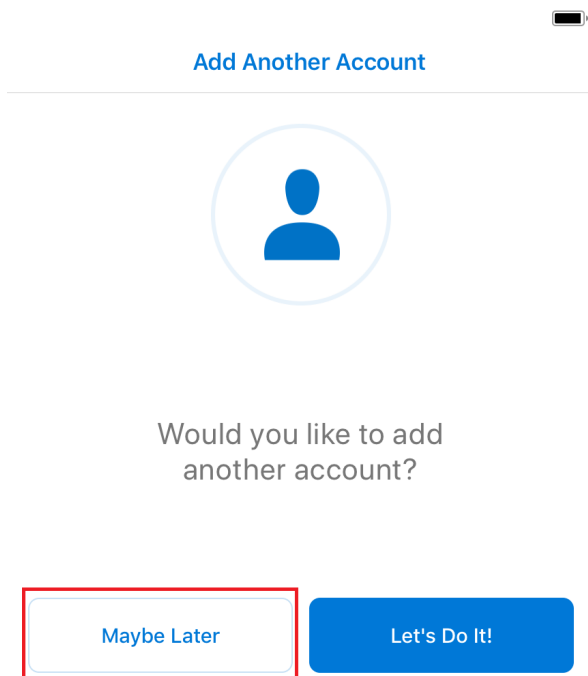 Add Another Account
Would you like to add
another account?
Maybe Later
Let's Do It!